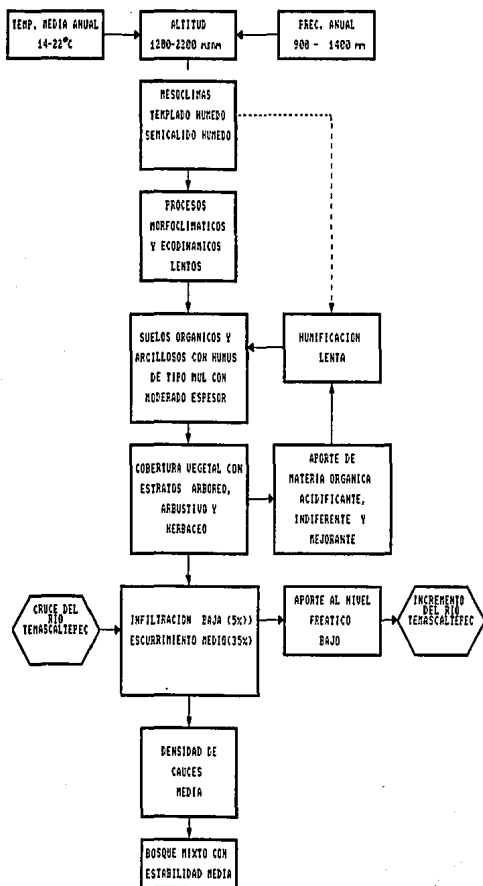 TEMP. MEDIA ANUAL
14-22°C
ALTITUD
1200-2200 msnm
PREC. ANUAL
900 - 1400 mm
MESOCLIMAS
TEMPLADO HUMEDO
SEMICALIDO HUMEDO
PROCESOS
MORFOCLIMATICOS
Y ECODINAMICOS
LENTOS
SUELOS ORGANICOS Y
ARCILLOSOS CON HUMUS
DE TIPO MUL CON
MODERADO ESPESOR
HUMIFICACION
LENTA
COBERTURA VEGETAL CON
ESTRATOS ARBOREO,
ARBUSTIVO Y
HERBACEO
APORTE DE
MATERIA ORGANICA
ACIDIFICANTE,
INDIFERENTE Y
MEJORANTE
CRUCE DEL
RIO
TEMASCALTEPEC
INFILTRACION BAJA (5%))
ESCURRIMIENTO MEDIO(35%)
APORTE AL NIVEL
FREATICO
BAJO
INCREMENTO
DEL RIO
TEMASCALTEPEC
DENSIDAD DE
CAUCES
MEDIA
BOSQUE MIXTO CON
ESTABILIDAD MEDIA